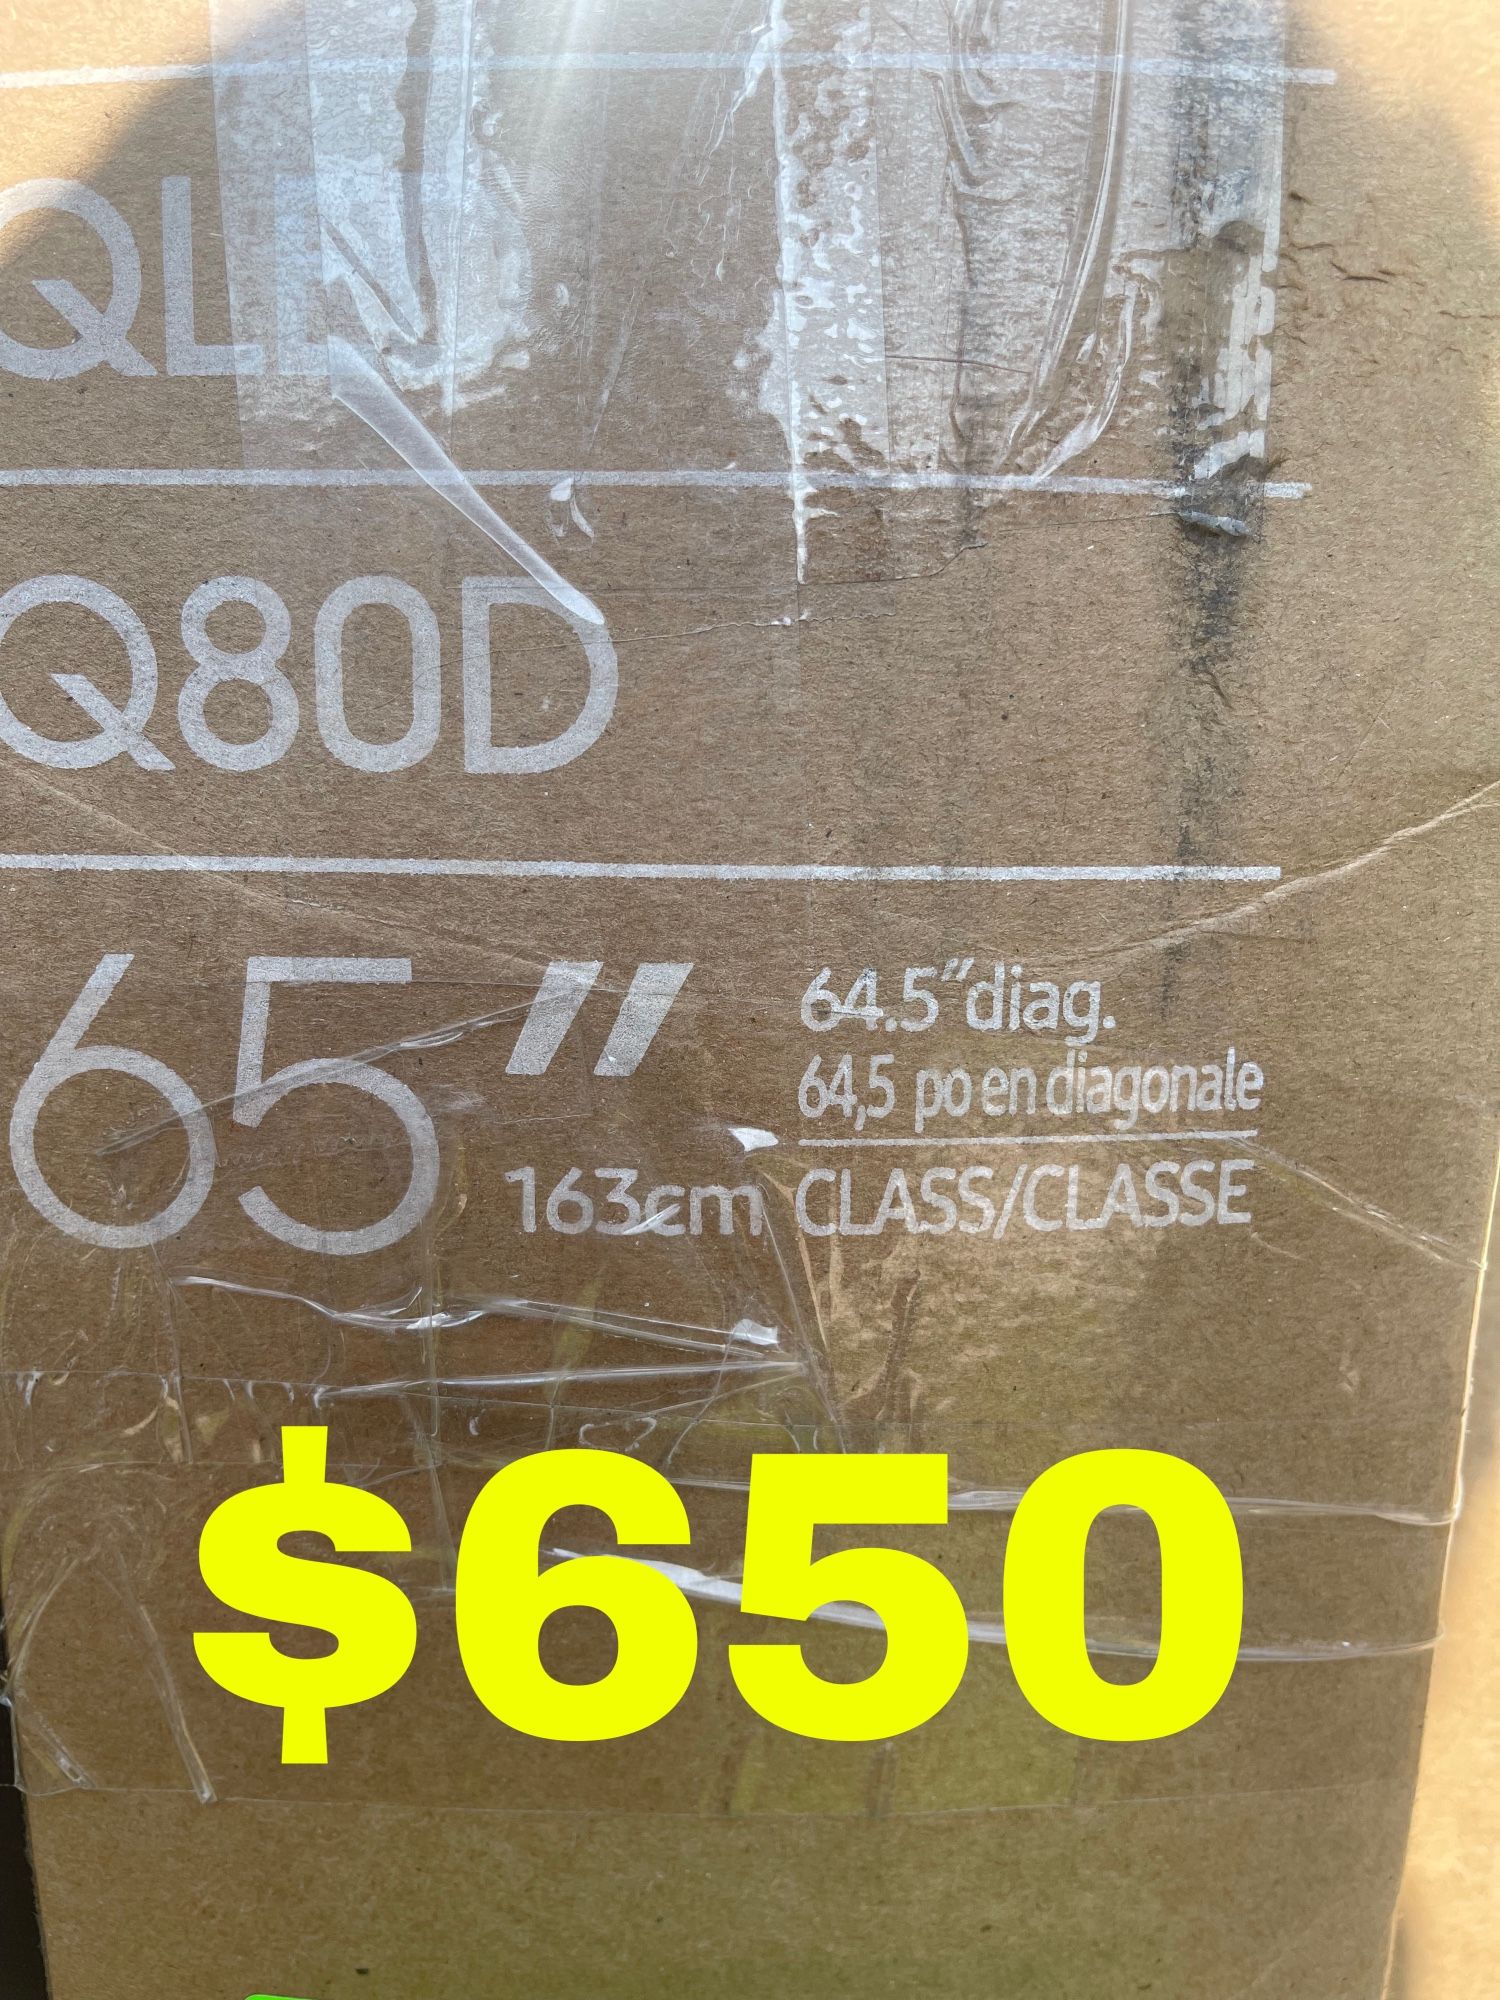 Q80D
65" 64.5"diag.
64,5 po en diagonale
163cm CLASS/CLASSE
$650